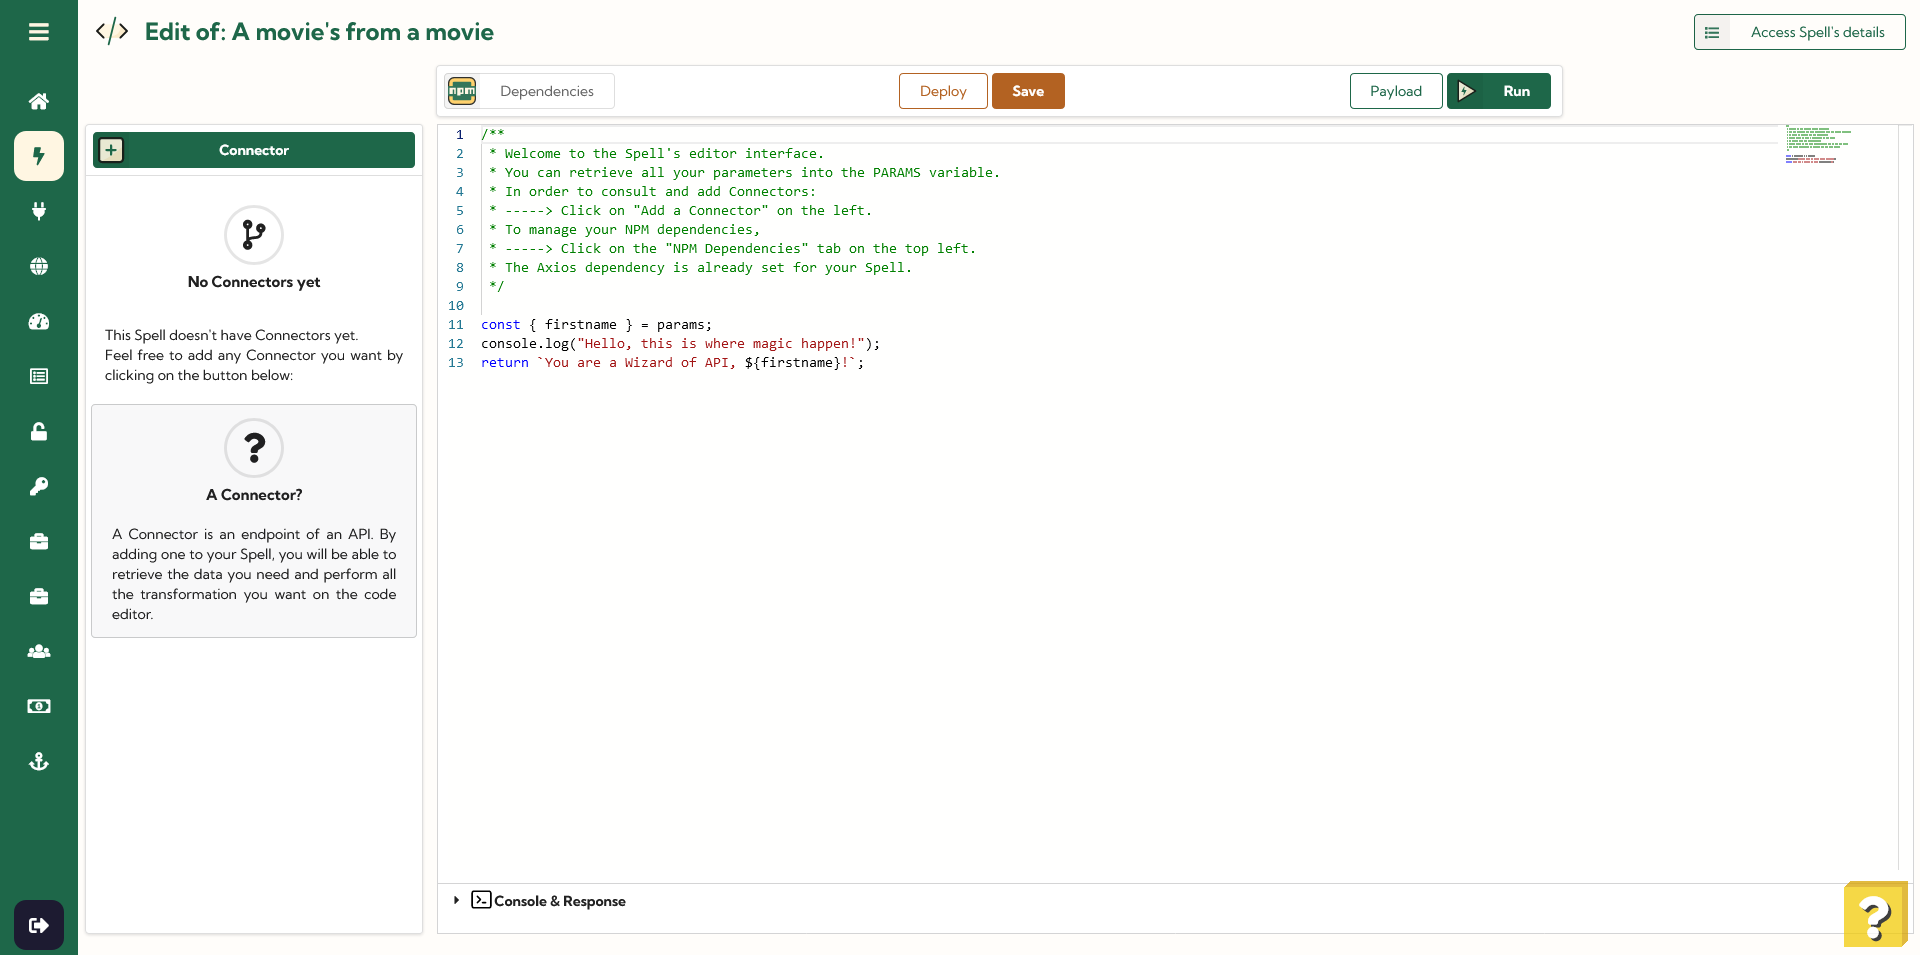 Edit of: A movie's from a movie
Access Spell's details
npm
Dependencies
Deploy
Save
Payload
Run
Connector
No Connectors yet
This Spell doesn't have Connectors yet.
Feel free to add any Connector you want by
clicking on the button below:
A Connector?
A Connector is an endpoint of an API. By
adding one to your Spell, you will be able to
retrieve the data you need and perform all
the transformation you want on the code
editor.
1 /**
2  * Welcome to the Spell's editor interface.
3  * You can retrieve all your parameters into the PARAMS variable.
4  * In order to consult and add Connectors:
5  * -----> Click on "Add a Connector" on the left.
6  * To manage your NPM dependencies,
7  * -----> Click on the "NPM Dependencies" tab on the top left.
8  * The Axios dependency is already set for your Spell.
9  */
10
11 const { firstname } = params;
12 console.log("Hello, this is where magic happen!");
13 return `You are a Wizard of API, ${firstname}!`;
Console & Response